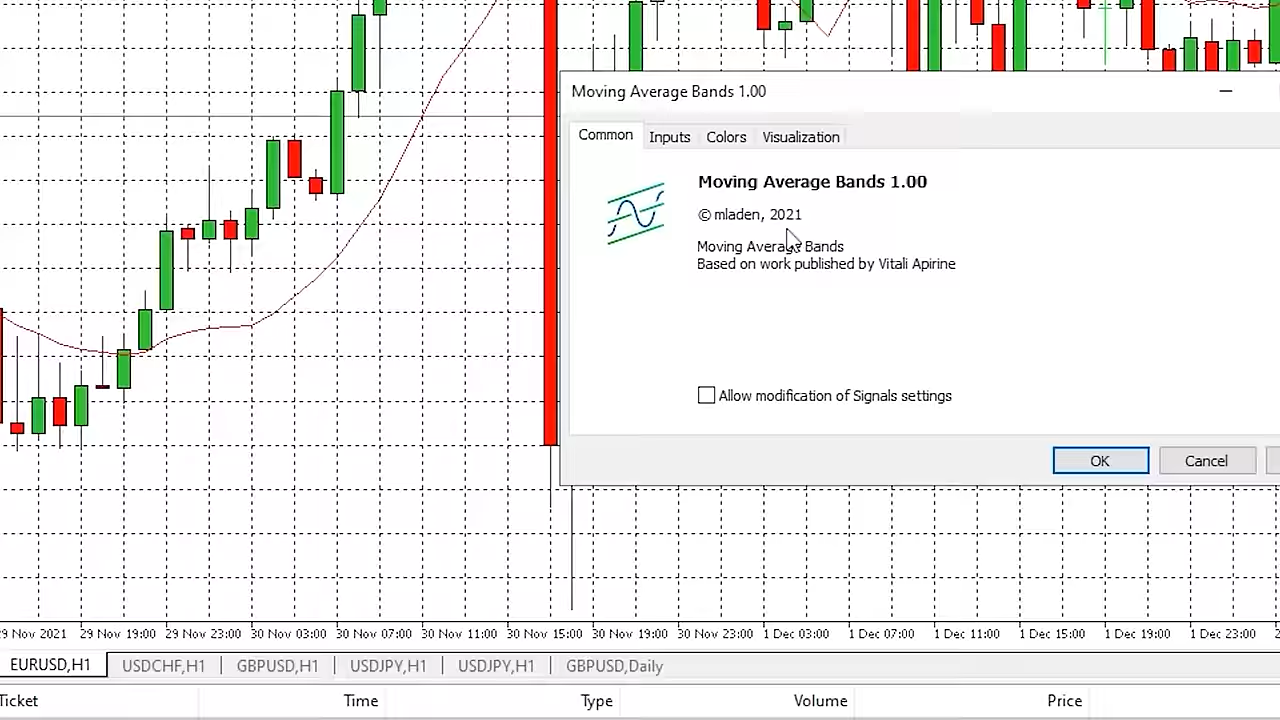 Moving Average Bands 1.00
Common Inputs Colors Visualization
Moving Average Bands 1.00
© mladen, 2021
Moving Average Bands
Based on work published by Vitali Apirine
Allow modification of Signals settings
OK Cancel
29 Nov 2021 29 Nov 19:00 29 Nov 23:00 30 Nov 03:00 30 Nov 07:00 30 Nov 11:00 30 Nov 15:00 30 Nov 19:00 30 Nov 23:00 1 Dec 03:00 1 Dec 07:00 1 Dec 11:00 1 Dec 15:00 1 Dec 19:00 1 Dec 23:00 2
EURUSD,H1 USDCHF,H1 GBPUSD,H1 USDJPY,H1 USDJPY,H1 GBPUSD,Daily
Ticket Time Type Volume Price